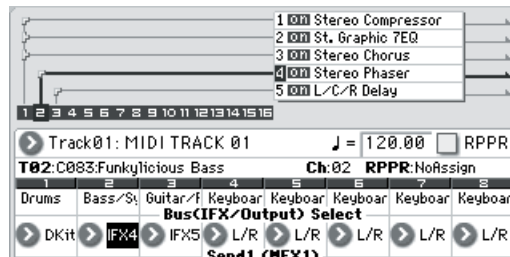 1 on Stereo Compressor
2 on St. Graphic 7EQ
3 on Stereo Chorus
4 on Stereo Phaser
5 on L/C/R Delay
1 2 3 4 5 6 7 8 9 10 11 12 13 14 15 16
Track01: MIDI TRACK 01 ♩= 120.00 RPPR
T02:C083:Funkylicious Bass Ch:02 RPPR:NoAssign
1 2 3 4 5 6 7 8
Drums Bass/Sy Guitar/F Keyboar Keyboar Keyboar Keyboar Keyboar
Bus(IFX/Output) Select
DKit IFX4 IFX5 L/R L/R L/R L/R L/R
Send1 (MFX1)